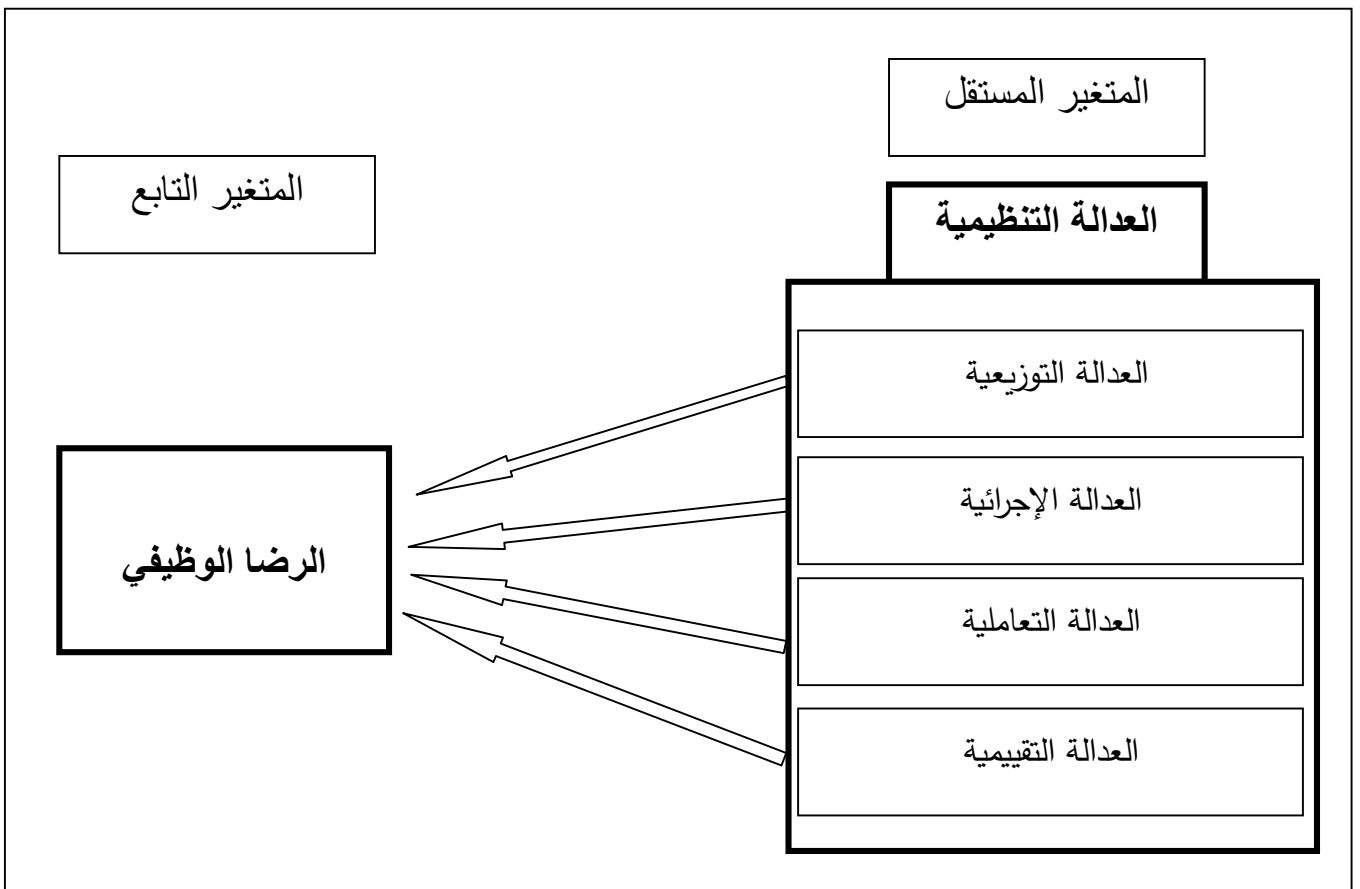 المتغير المستقل
المتغير التابع
العدالة التنظيمية
العدالة التوزيعية
العدالة الإجرائية
الرضا الوظيفي
العدالة التعاملية
العدالة التقييمية